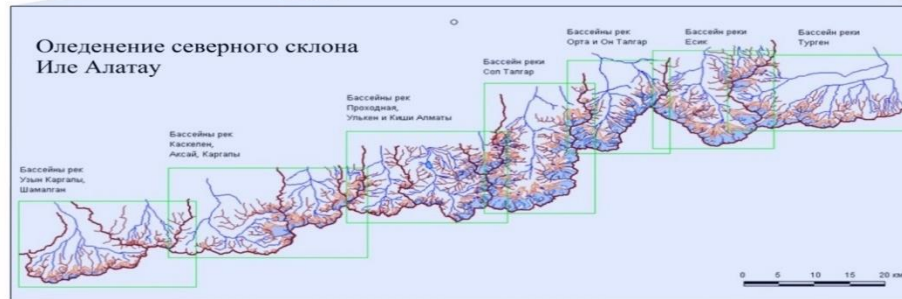 Оледенение северного склона
Иле Алатау
Бассейны рек
Узын Каргалы,
Шамалган
Бассейны рек
Каскелен,
Аксай, Каргалы
Бассейны рек
Проходная,
Улькен и Киши Алматы
Бассейн реки
Сол Талгар
Бассейны рек
Орта и Он Талгар
Бассейн реки
Есик
Бассейн реки
Турген
0 5 10 15 20 км